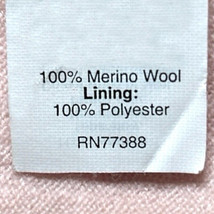 100% Merino Wool
Lining:
100% Polyester
RN77388